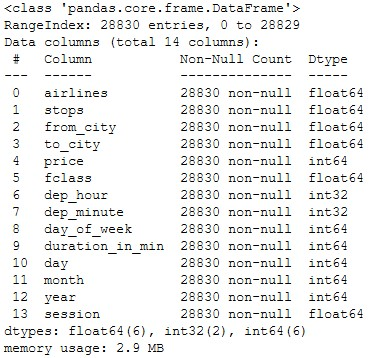 <class 'pandas.core.frame.DataFrame'>
RangeIndex: 28830 entries, 0 to 28829
Data columns (total 14 columns):
 #   Column           Non-Null Count  Dtype
---  ------           --------------  -----
 0   airlines         28830 non-null  float64
 1   stops            28830 non-null  float64
 2   from_city        28830 non-null  float64
 3   to_city          28830 non-null  float64
 4   price            28830 non-null  int64
 5   fclass           28830 non-null  float64
 6   dep_hour         28830 non-null  int32
 7   dep_minute       28830 non-null  int32
 8   day_of_week      28830 non-null  int64
 9   duration_in_min  28830 non-null  int64
 10  day              28830 non-null  int64
 11  month            28830 non-null  int64
 12  year             28830 non-null  int64
 13  session          28830 non-null  float64
dtypes: float64(6), int32(2), int64(6)
memory usage: 2.9 MB